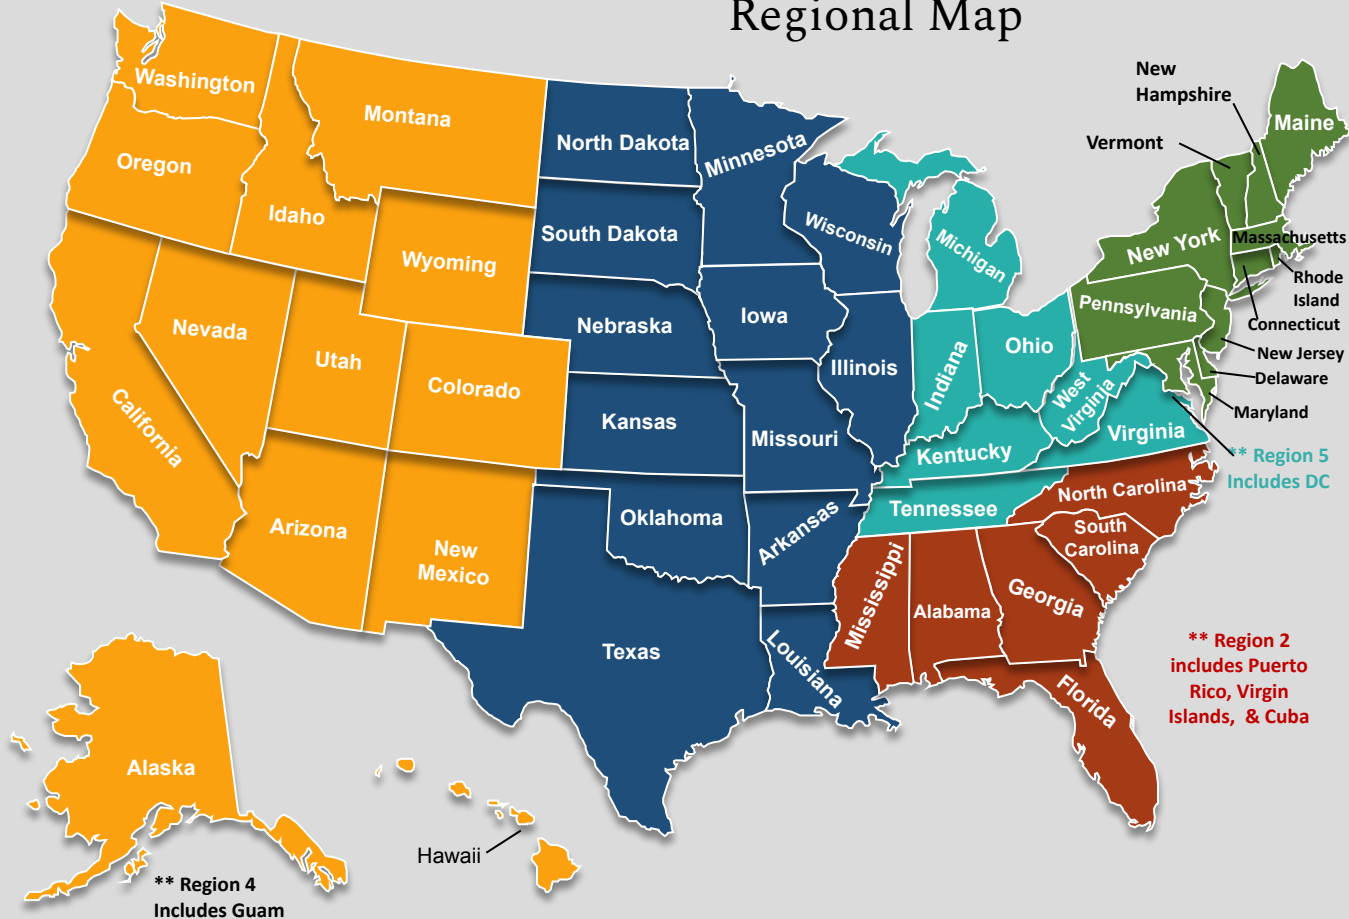 Regional Map
Washington
Oregon
Idaho
Montana
Wyoming
Nevada
Utah
Colorado
California
Arizona
New
Mexico
North Dakota
South Dakota
Nebraska
Kansas
Oklahoma
Texas
Minnesota
Wisconsin
Iowa
Illinois
Missouri
Arkansas
Louisiana
Michigan
Indiana
Ohio
West
Virginia
Virginia
Kentucky
Tennessee
** Region 5
Includes DC
New
Hampshire
Vermont
Maine
New York
Massachusetts
Rhode
Island
Connecticut
Pennsylvania
New Jersey
Delaware
Maryland
North Carolina
South
Carolina
Mississippi
Alabama
Georgia
Florida
** Region 2
includes Puerto
Rico, Virgin
Islands, & Cuba
Alaska
Hawaii
** Region 4
Includes Guam